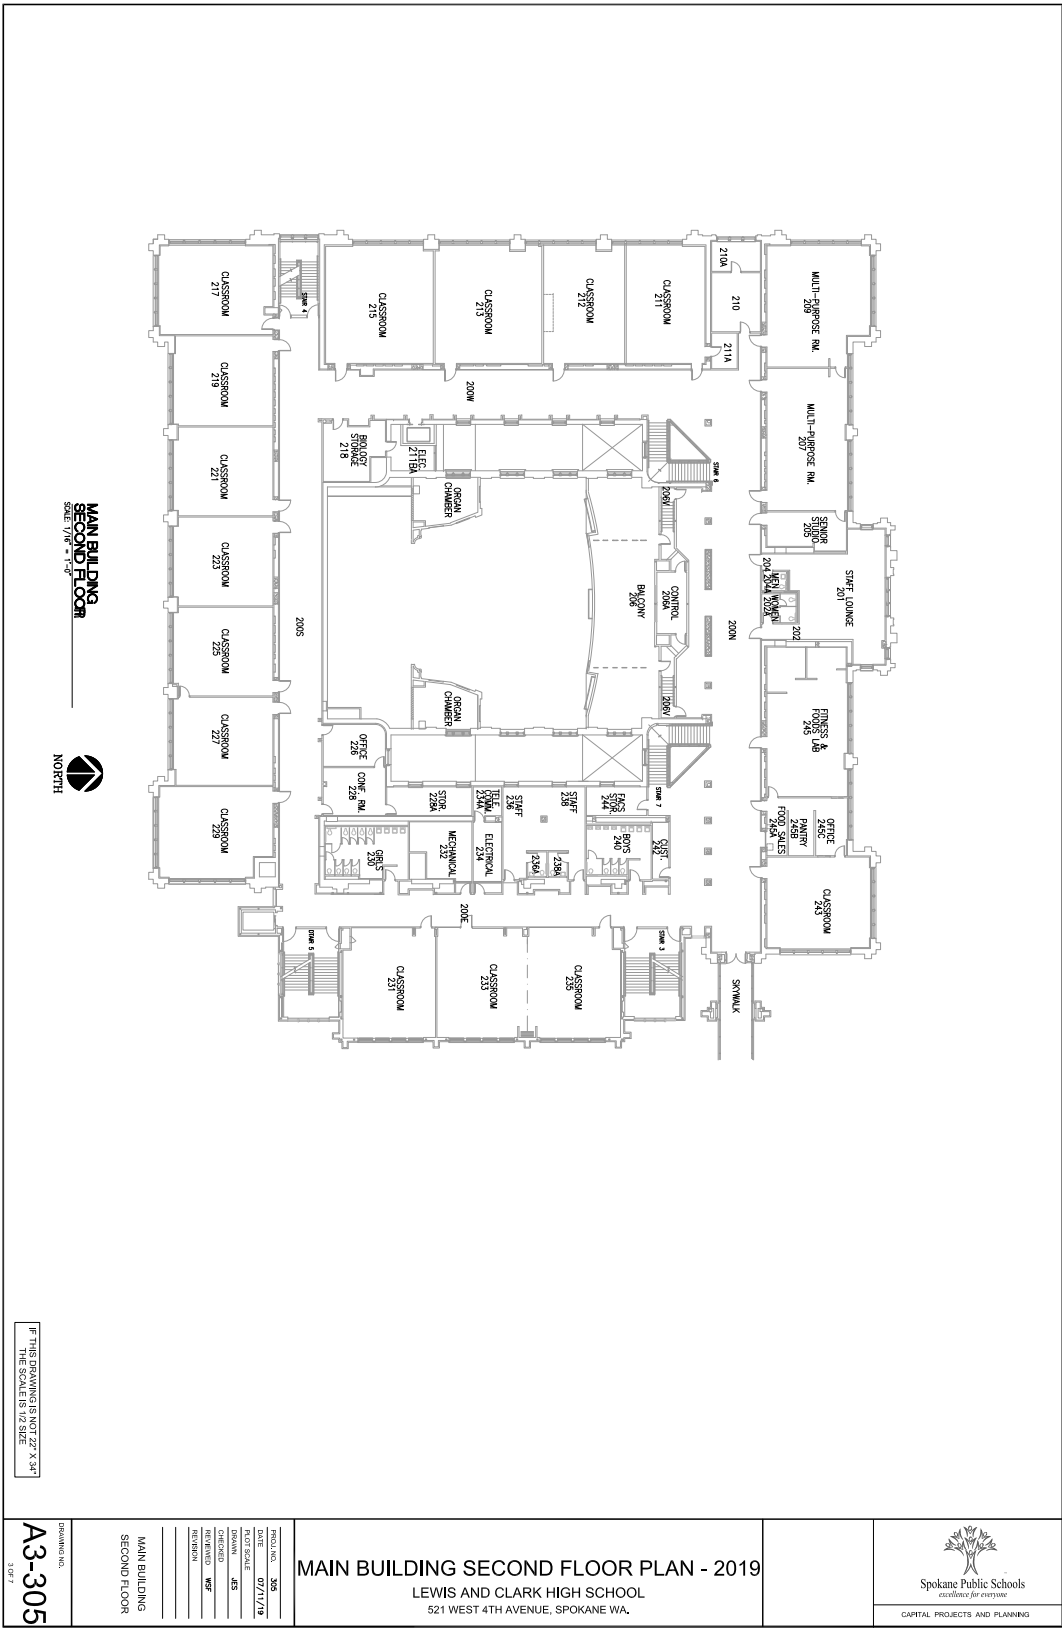 CLASSROOM
217
CLASSROOM
219
CLASSROOM
221
CLASSROOM
223
CLASSROOM
225
CLASSROOM
227
CLASSROOM
229
STAIR 4
200S
CLASSROOM
215
CLASSROOM
213
CLASSROOM
212
CLASSROOM
211
210A
210
211A
200W
BIOLOGY
STORAGE
218
ELEC.
211BA
ORGAN
CHAMBER
STAIR 6
206V
CONTROL
206A
BALCONY
206
206V
ORGAN
CHAMBER
200N
MULTI-PURPOSE RM.
209
MULTI-PURPOSE RM.
207
SENIOR
STUDIO
205
STAFF LOUNGE
201
204
MEN
204A
WOMEN
202A
202
FITNESS &
FOODS LAB
245
OFFICE
245C
PANTRY
245B
FOOD SALES
245A
CLASSROOM
243
OFFICE
226
CONF. RM.
228
STOR.
228A
TELE
COMM.
234A
STAFF
236
STAFF
238
FACS
STOR.
244
STAIR 7
GIRLS
230
MECHANICAL
232
ELECTRICAL
234
236A
238A
BOYS
240
CUST.
242
200E
DTAIR 5
CLASSROOM
231
CLASSROOM
233
CLASSROOM
235
STAIR 3
SKYWALK
MAIN BUILDING
SECOND FLOOR
SCALE: 1/16" = 1'-0"
NORTH
IF THIS DRAWING IS NOT 22" X 34"
THE SCALE IS 1/2 SIZE
DRAWING NO.
A3-305
3 OF 7
MAIN BUILDING
SECOND FLOOR
PROJ. NO. 305
DATE 07/11/19
PLOT SCALE
DRAWN JES
CHECKED
REVIEWED WSF
REVISION
MAIN BUILDING SECOND FLOOR PLAN - 2019
LEWIS AND CLARK HIGH SCHOOL
521 WEST 4TH AVENUE, SPOKANE WA.
Spokane Public Schools
excellence for everyone
CAPITAL PROJECTS AND PLANNING